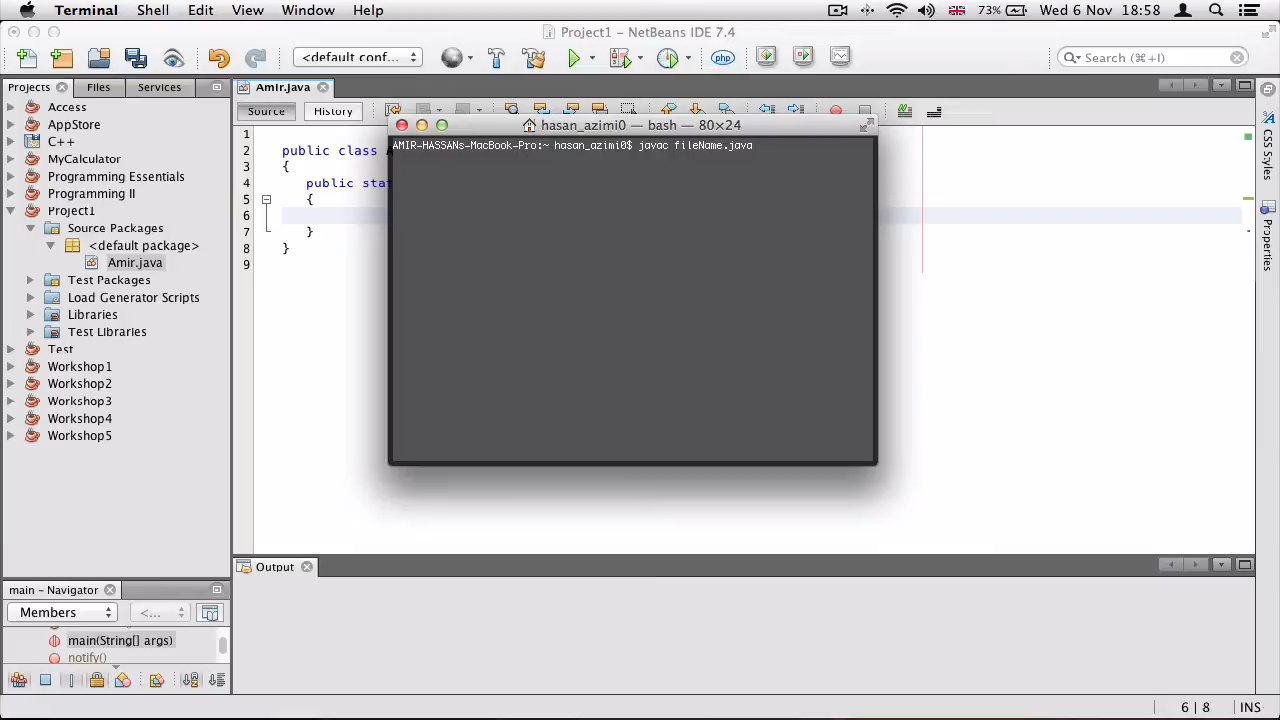 Terminal Shell Edit View Window Help 73% Wed 6 Nov 18:58
Project1 – NetBeans IDE 7.4
<default conf... php Search (⌘+I)
Projects Files Services Amir.java
Source History
hasan_azimi0 — bash — 80×24
AMIR-HASSANs-MacBook-Pro:~ hasan_azimi0$ javac fileName.java
Access
AppStore
C++
MyCalculator
Programming Essentials
Programming II
Project1
Source Packages
<default package>
Amir.java
Test Packages
Load Generator Scripts
Libraries
Test Libraries
Test
Workshop1
Workshop2
Workshop3
Workshop4
Workshop5
1
2 public class A
3 {
4 public stat
5 {
6
7 }
8 }
9
CSS Styles
Properties
Output
main – Navigator
Members <...
main(String[] args)
notify()
6 | 8 INS